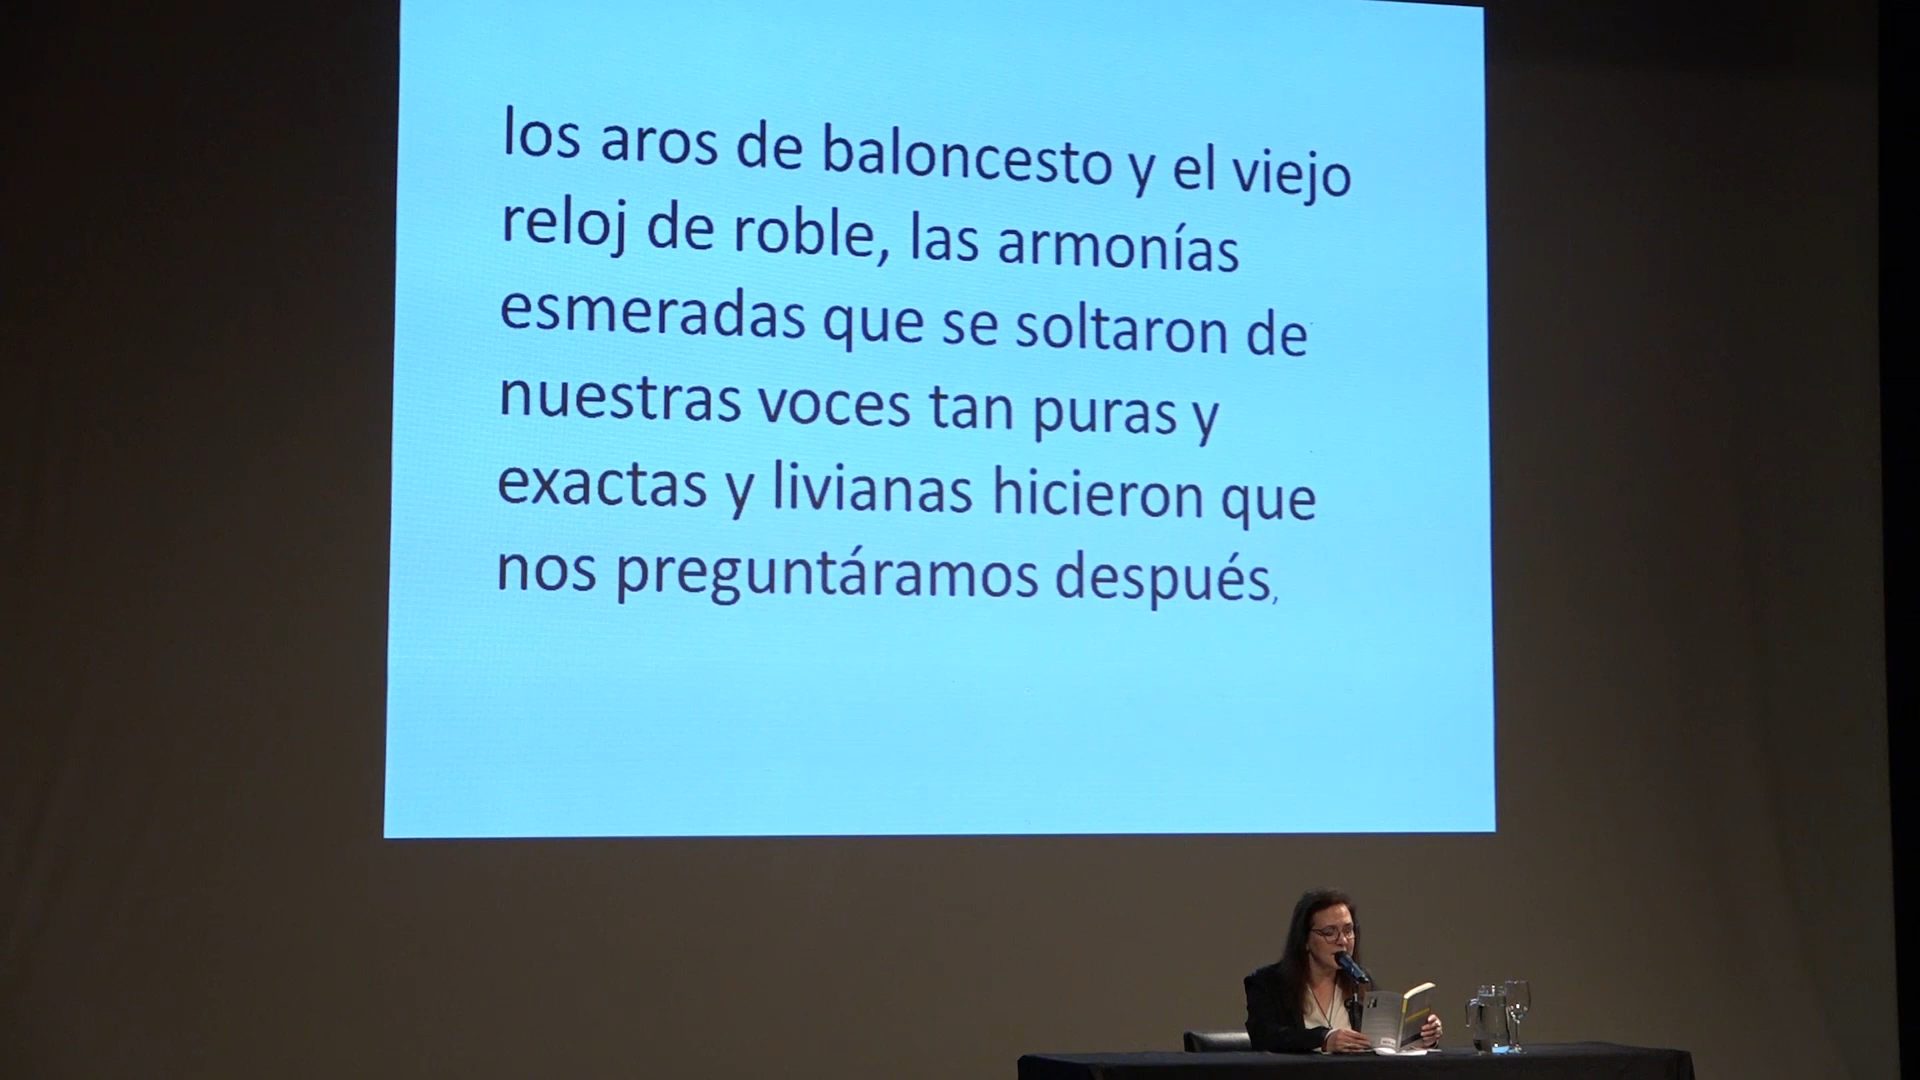 los aros de baloncesto y el viejo
reloj de roble, las armonías
esmeradas que se soltaron de
nuestras voces tan puras y
exactas y livianas hicieron que
nos preguntáramos después,